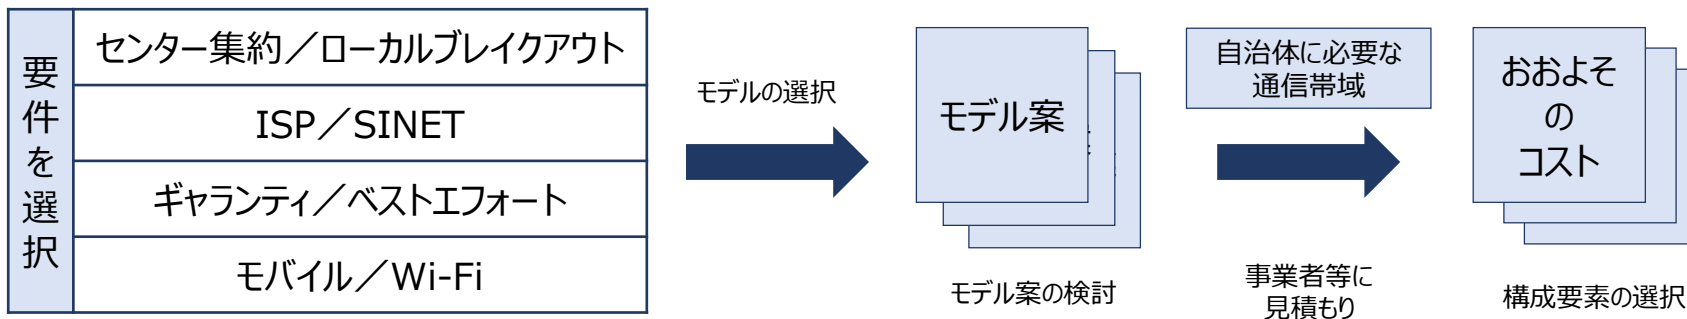 要件を選択
センター集約／ローカルブレイクアウト
ISP／SINET
ギャランティ／ベストエフォート
モバイル／Wi-Fi
モデルの選択
モデル案
モデル案の検討
自治体に必要な
通信帯域
事業者等に
見積もり
おおよそ
の
コスト
構成要素の選択